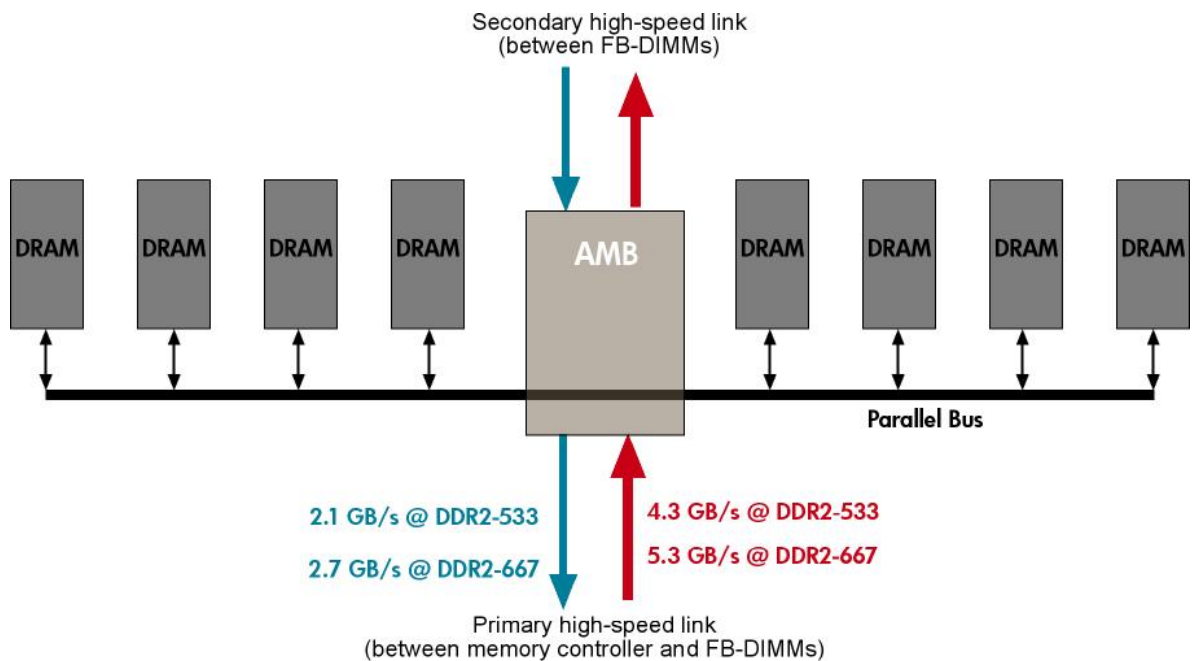 Secondary high-speed link
(between FB-DIMMs)
DRAM
DRAM
DRAM
DRAM
AMB
DRAM
DRAM
DRAM
DRAM
Parallel Bus
2.1 GB/s @ DDR2-533
2.7 GB/s @ DDR2-667
4.3 GB/s @ DDR2-533
5.3 GB/s @ DDR2-667
Primary high-speed link
(between memory controller and FB-DIMMs)